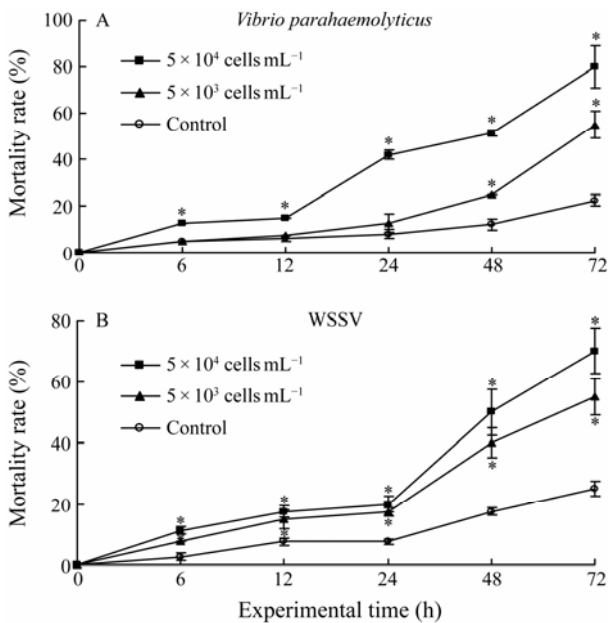 A
Vibrio parahaemolyticus
100
80
60
40
20
0
Mortality rate (%)
5 × 10⁴ cells mL⁻¹
5 × 10³ cells mL⁻¹
Control
*
*
*
*
*
*
*
0 6 12 24 48 72
B
WSSV
80
60
40
20
0
Mortality rate (%)
5 × 10⁴ cells mL⁻¹
5 × 10³ cells mL⁻¹
Control
*
*
*
*
*
*
*
*
*
*
0 6 12 24 48 72
Experimental time (h)